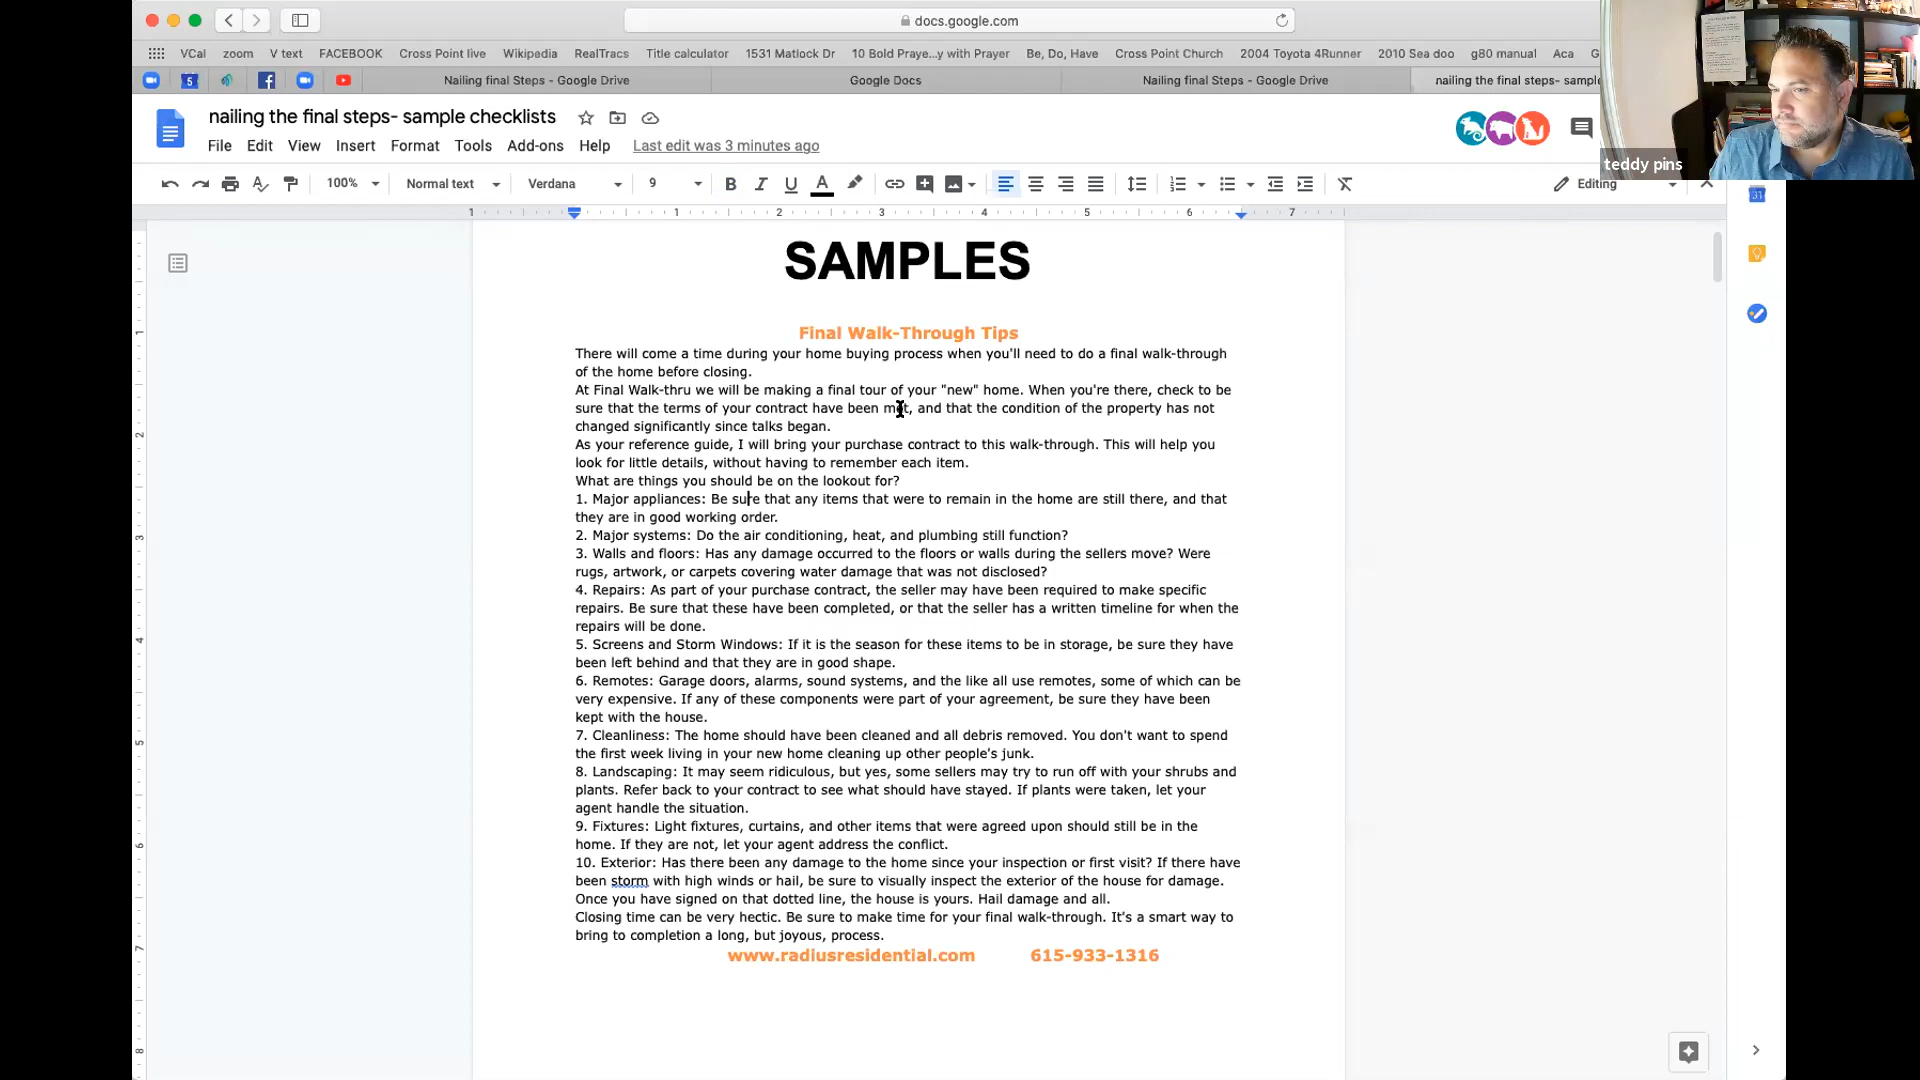 docs.google.com
VCal zoom V text FACEBOOK Cross Point live Wikipedia RealTracs Title calculator 1531 Matlock Dr 10 Bold Praye...y with Prayer Be, Do, Have Cross Point Church 2004 Toyota 4Runner 2010 Sea doo g80 manual Aca G
5 Nailing final Steps - Google Drive Google Docs Nailing final Steps - Google Drive nailing the final steps- sample
nailing the final steps- sample checklists
File Edit View Insert Format Tools Add-ons Help Last edit was 3 minutes ago
teddy pins
100% Normal text Verdana 9 B I U A Editing
31
1 1 2 3 4 5 6 7
SAMPLES
Final Walk-Through Tips
There will come a time during your home buying process when you'll need to do a final walk-through
of the home before closing.
At Final Walk-thru we will be making a final tour of your "new" home. When you're there, check to be
sure that the terms of your contract have been met, and that the condition of the property has not
changed significantly since talks began.
As your reference guide, I will bring your purchase contract to this walk-through. This will help you
look for little details, without having to remember each item.
What are things you should be on the lookout for?
1. Major appliances: Be sure that any items that were to remain in the home are still there, and that
they are in good working order.
2. Major systems: Do the air conditioning, heat, and plumbing still function?
3. Walls and floors: Has any damage occurred to the floors or walls during the sellers move? Were
rugs, artwork, or carpets covering water damage that was not disclosed?
4. Repairs: As part of your purchase contract, the seller may have been required to make specific
repairs. Be sure that these have been completed, or that the seller has a written timeline for when the
repairs will be done.
5. Screens and Storm Windows: If it is the season for these items to be in storage, be sure they have
been left behind and that they are in good shape.
6. Remotes: Garage doors, alarms, sound systems, and the like all use remotes, some of which can be
very expensive. If any of these components were part of your agreement, be sure they have been
kept with the house.
7. Cleanliness: The home should have been cleaned and all debris removed. You don't want to spend
the first week living in your new home cleaning up other people's junk.
8. Landscaping: It may seem ridiculous, but yes, some sellers may try to run off with your shrubs and
plants. Refer back to your contract to see what should have stayed. If plants were taken, let your
agent handle the situation.
9. Fixtures: Light fixtures, curtains, and other items that were agreed upon should still be in the
home. If they are not, let your agent address the conflict.
10. Exterior: Has there been any damage to the home since your inspection or first visit? If there have
been storm with high winds or hail, be sure to visually inspect the exterior of the house for damage.
Once you have signed on that dotted line, the house is yours. Hail damage and all.
Closing time can be very hectic. Be sure to make time for your final walk-through. It's a smart way to
bring to completion a long, but joyous, process.
www.radiusresidential.com 615-933-1316
1
2
3
4
5
6
7
8